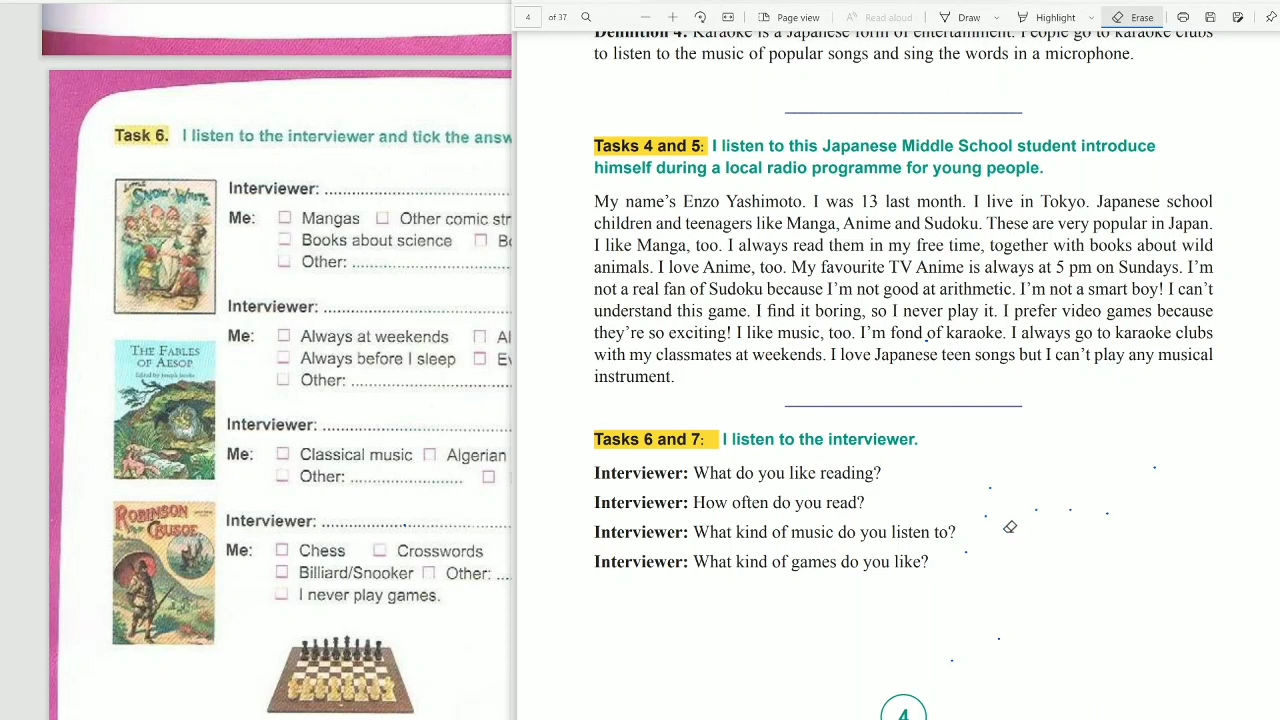 4 of 37 Page view Read aloud Draw Highlight Erase
to listen to the music of popular songs and sing the words in a microphone.
Task 6. I listen to the interviewer and tick the answ
LITTLE SNOW-WHITE
Interviewer: ........................................
Me: Mangas Other comic str
Books about science
Other: ..............................
Interviewer: ........................................
Me: Always at weekends
THE FABLES OF AESOP
Edited by Joseph Jacobs
Always before I sleep
Other: ..............................
Interviewer: ........................................
Me: Classical music Algerian
Other: .....................
ROBINSON CRUSOE
Interviewer: ........................................
Me: Chess Crosswords
Billiard/Snooker Other: ...
I never play games.
Definition 4. Karaoke is a Japanese form of entertainment. People go to karaoke clubs
Tasks 4 and 5: I listen to this Japanese Middle School student introduce
himself during a local radio programme for young people.
My name's Enzo Yashimoto. I was 13 last month. I live in Tokyo. Japanese school
children and teenagers like Manga, Anime and Sudoku. These are very popular in Japan.
I like Manga, too. I always read them in my free time, together with books about wild
animals. I love Anime, too. My favourite TV Anime is always at 5 pm on Sundays. I'm
not a real fan of Sudoku because I'm not good at arithmetic. I'm not a smart boy! I can't
understand this game. I find it boring, so I never play it. I prefer video games because
they're so exciting! I like music, too. I'm fond of karaoke. I always go to karaoke clubs
with my classmates at weekends. I love Japanese teen songs but I can't play any musical
instrument.
Tasks 6 and 7: I listen to the interviewer.
Interviewer: What do you like reading?
Interviewer: How often do you read?
Interviewer: What kind of music do you listen to?
Interviewer: What kind of games do you like?
4